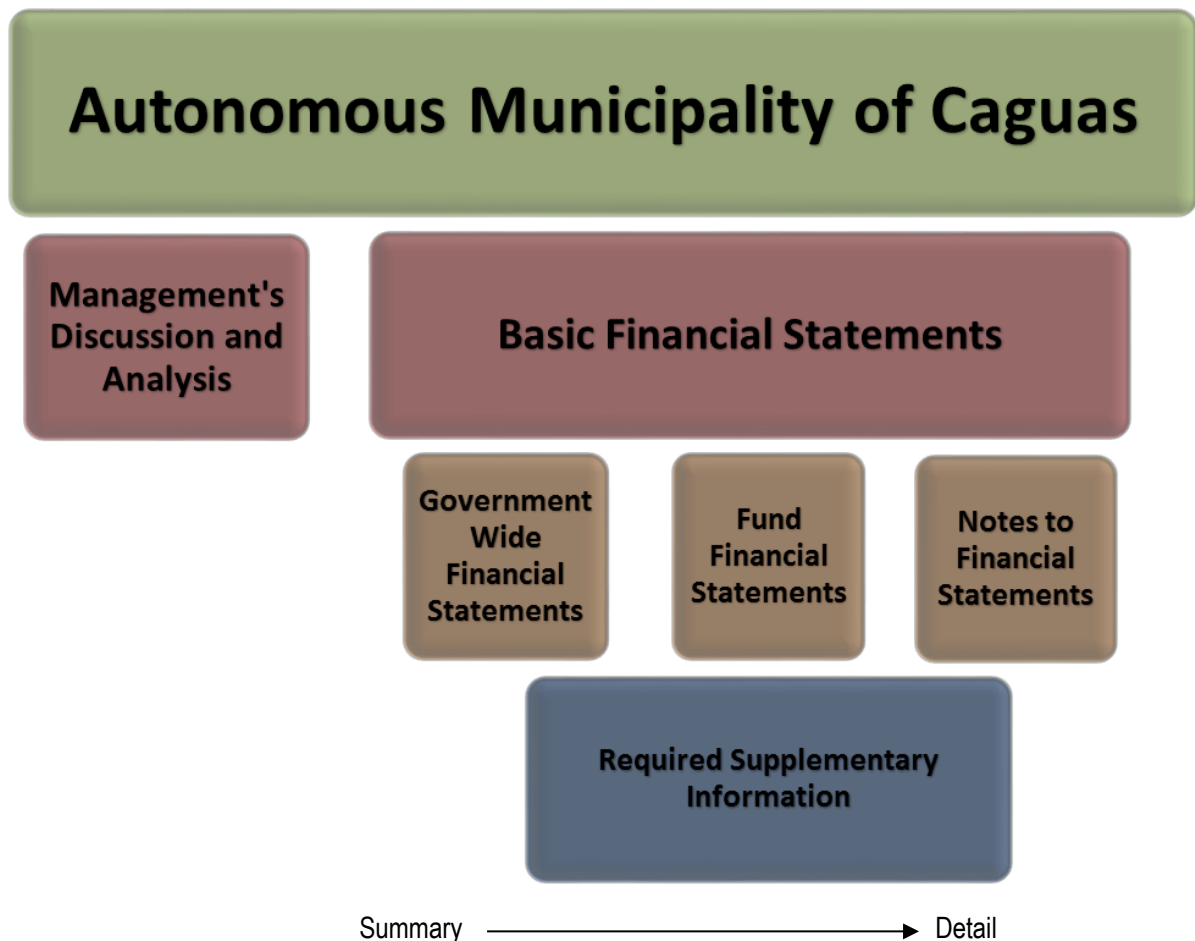 Autonomous Municipality of Caguas
Management's
Discussion and
Analysis
Basic Financial Statements
Government
Wide
Financial
Statements
Fund
Financial
Statements
Notes to
Financial
Statements
Required Supplementary
Information
Summary
Detail